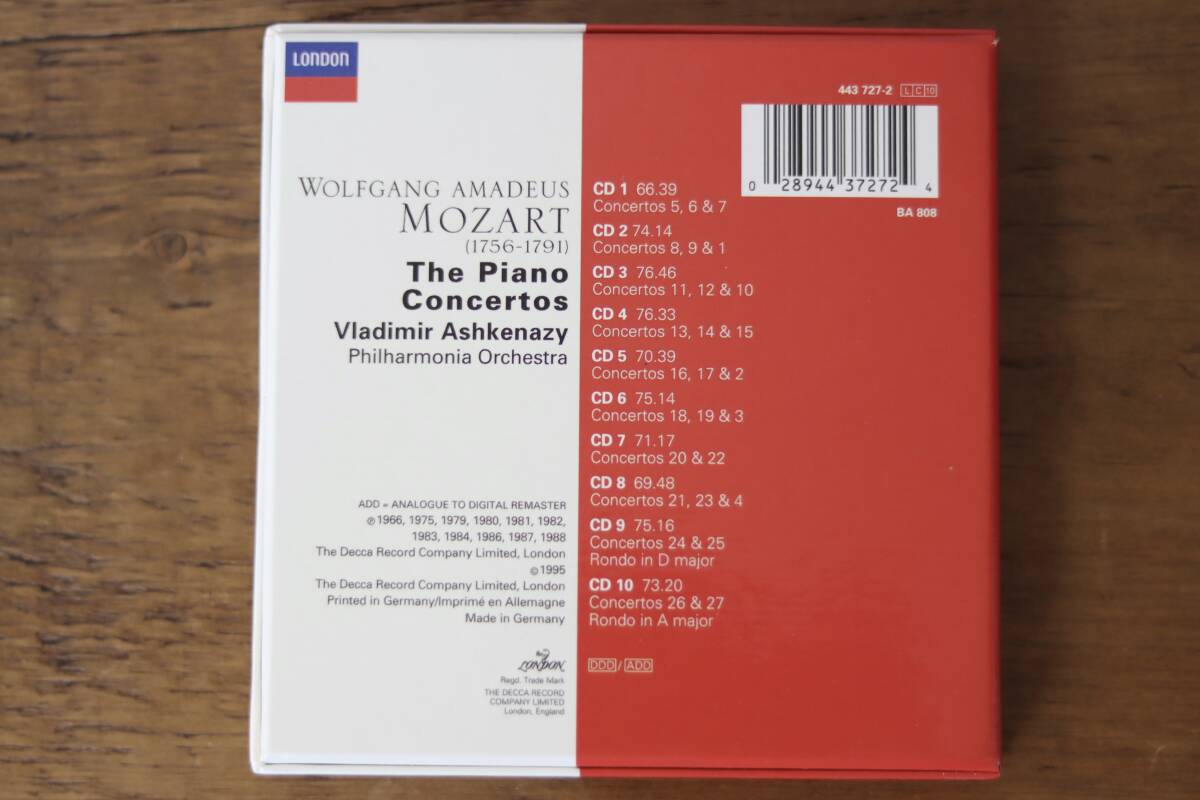 LONDON
WOLFGANG AMADEUS
MOZART
(1756-1791)
The Piano
Concertos
Vladimir Ashkenazy
Philharmonia Orchestra
ADD = ANALOGUE TO DIGITAL REMASTER
℗1966, 1975, 1979, 1980, 1981, 1982,
1983, 1984, 1986, 1987, 1988
The Decca Record Company Limited, London
©1995
The Decca Record Company Limited, London
Printed in Germany/Imprimé en Allemagne
Made in Germany
LONDON
Regd. Trade Mark
THE DECCA RECORD
COMPANY LIMITED
London, England
443 727-2 LC10
0 28944 37272 4
BA 808
CD 1 66.39
Concertos 5, 6 & 7
CD 2 74.14
Concertos 8, 9 & 1
CD 3 76.46
Concertos 11, 12 & 10
CD 4 76.33
Concertos 13, 14 & 15
CD 5 70.39
Concertos 16, 17 & 2
CD 6 75.14
Concertos 18, 19 & 3
CD 7 71.17
Concertos 20 & 22
CD 8 69.48
Concertos 21, 23 & 4
CD 9 75.16
Concertos 24 & 25
Rondo in D major
CD 10 73.20
Concertos 26 & 27
Rondo in A major
DDD / ADD